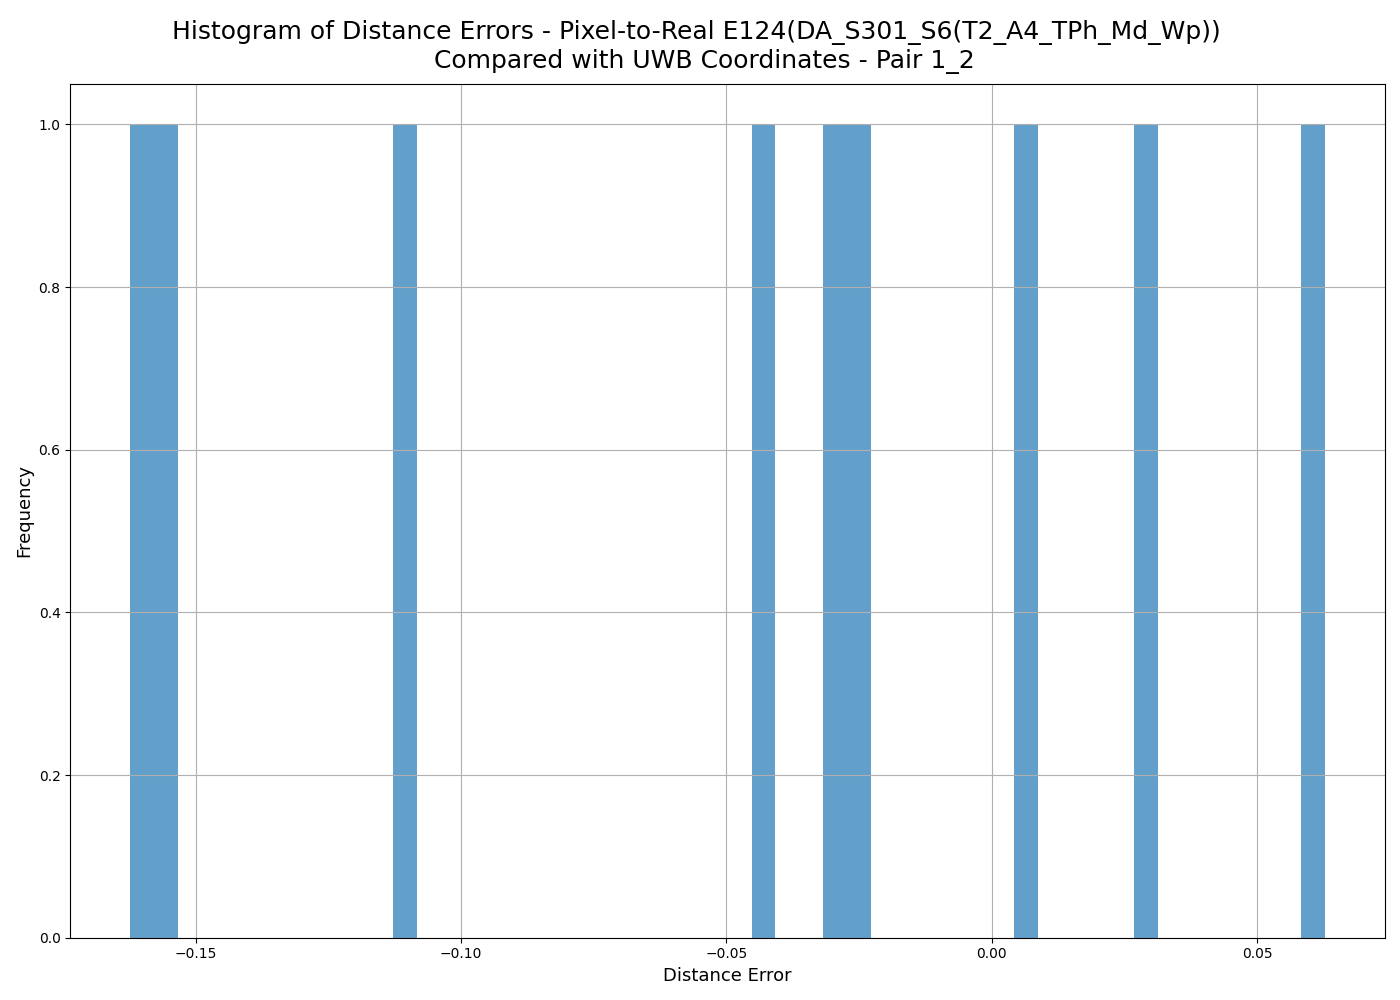 Histogram of Distance Errors - Pixel-to-Real E124(DA_S301_S6(T2_A4_TPh_Md_Wp))
Compared with UWB Coordinates - Pair 1_2
1.0
0.8
0.6
0.4
0.2
0.0
Frequency
−0.15
−0.10
−0.05
0.00
0.05
Distance Error